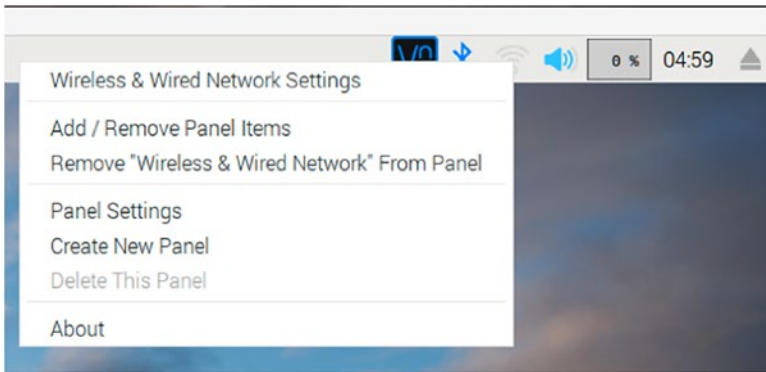 0 % 04:59
Wireless & Wired Network Settings
Add / Remove Panel Items
Remove "Wireless & Wired Network" From Panel
Panel Settings
Create New Panel
Delete This Panel
About